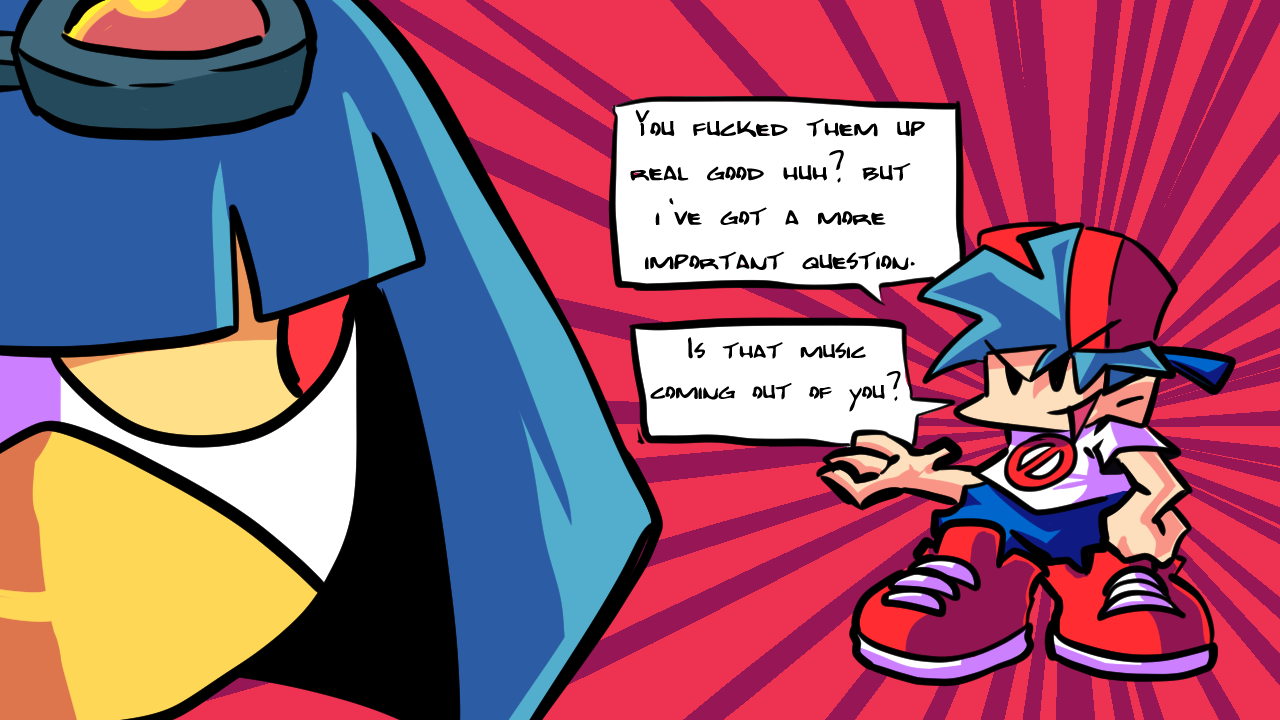 You fucked them up
real good huh? But
i've got a more
important question.
Is that music
coming out of you?